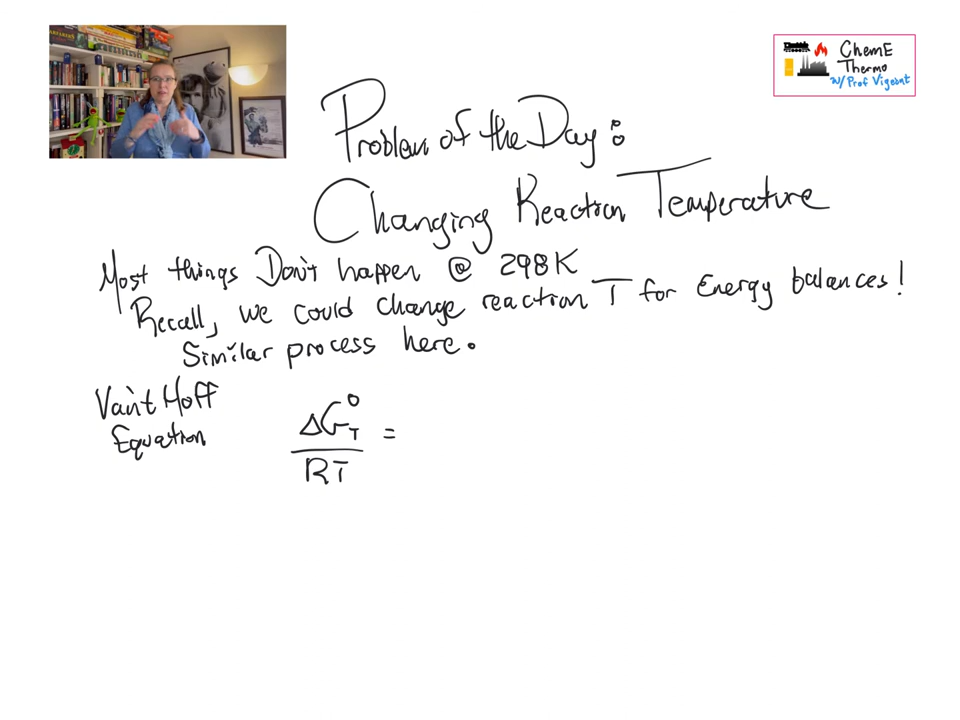 ChemE
Thermo
w/Prof Vigeant
Problem of the Day:
Changing Reaction Temperature
Most things Don't happen @ 298K
Recall, we could change reaction T for Energy balances!
Similar process here.
Van't Hoff
Equation
ΔG°T
=
RT